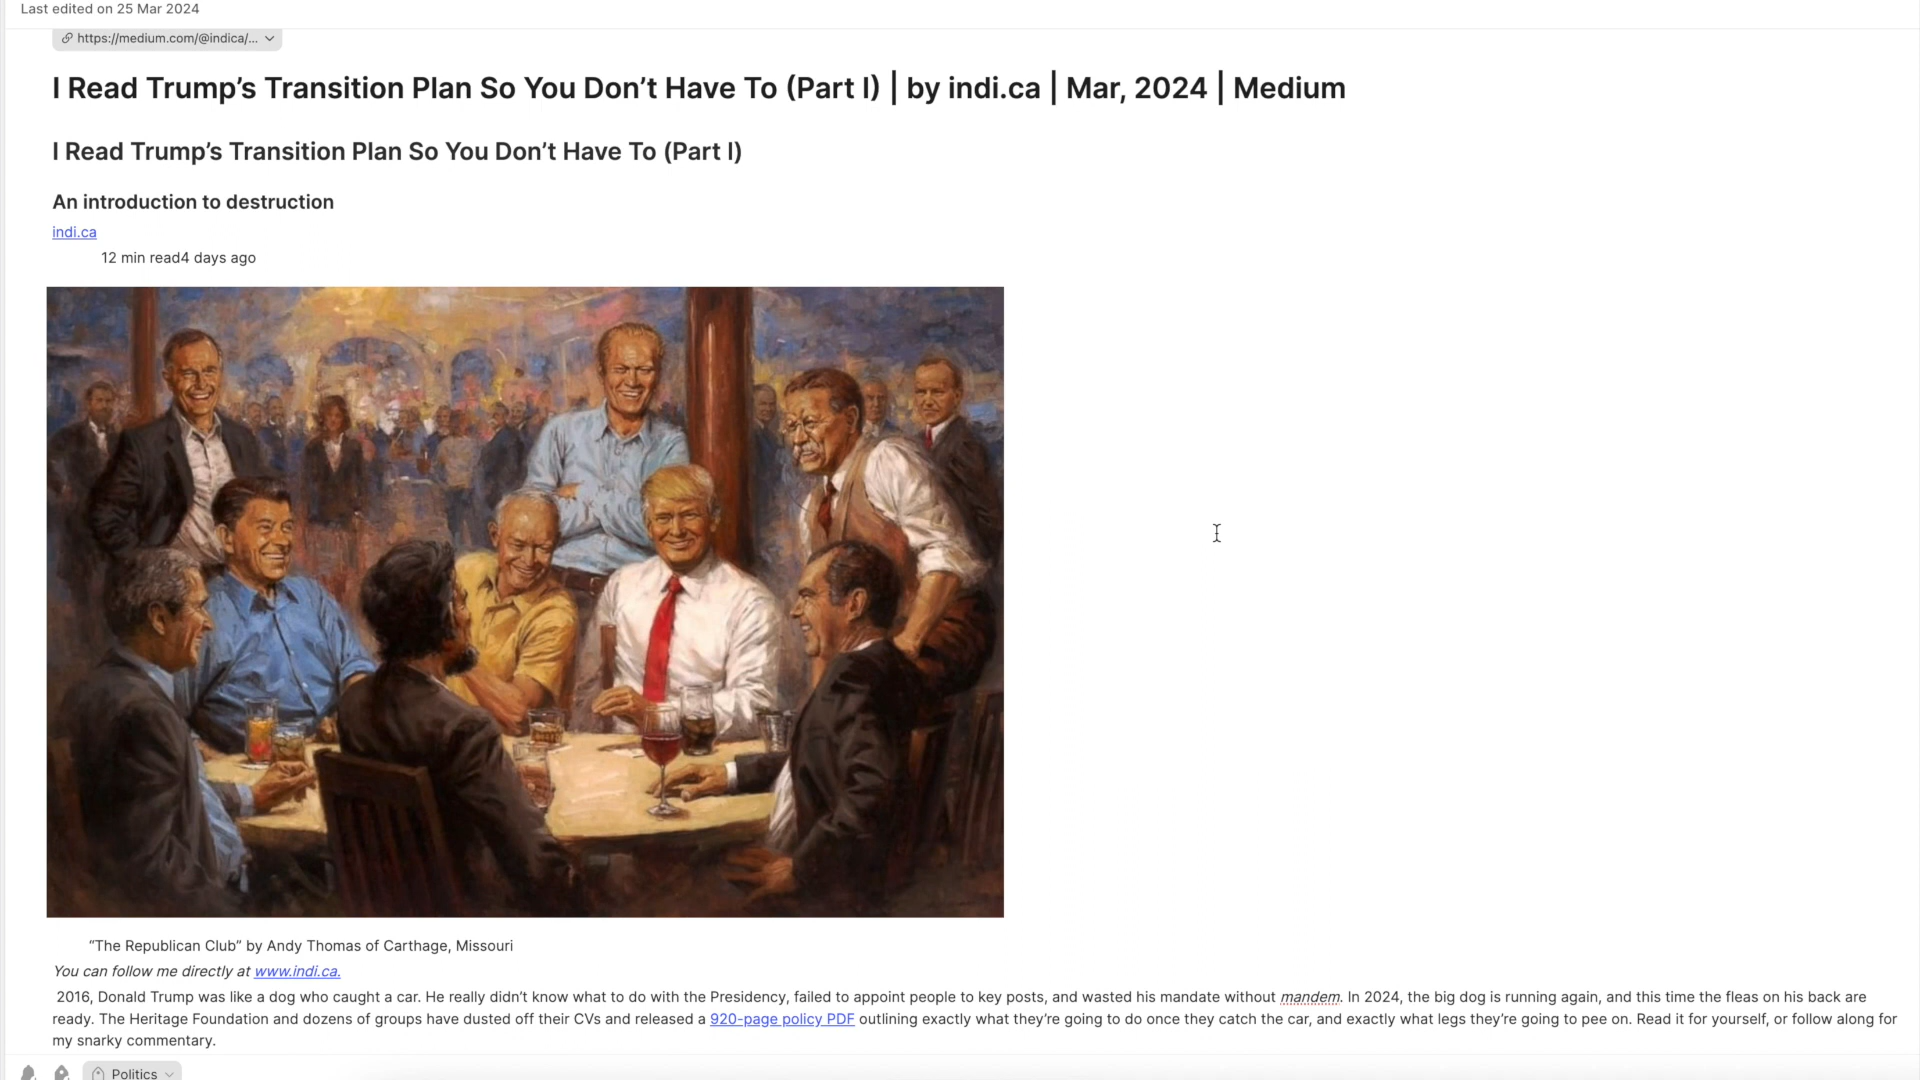 Last edited on 25 Mar 2024
https://medium.com/@indica/...
I Read Trump’s Transition Plan So You Don’t Have To (Part I) | by indi.ca | Mar, 2024 | Medium
I Read Trump’s Transition Plan So You Don’t Have To (Part I)
An introduction to destruction
indi.ca
12 min read4 days ago
“The Republican Club” by Andy Thomas of Carthage, Missouri
You can follow me directly at www.indi.ca.
2016, Donald Trump was like a dog who caught a car. He really didn’t know what to do with the Presidency, failed to appoint people to key posts, and wasted his mandate without mandem. In 2024, the big dog is running again, and this time the fleas on his back are
ready. The Heritage Foundation and dozens of groups have dusted off their CVs and released a 920-page policy PDF outlining exactly what they’re going to do once they catch the car, and exactly what legs they’re going to pee on. Read it for yourself, or follow along for
my snarky commentary.
Politics